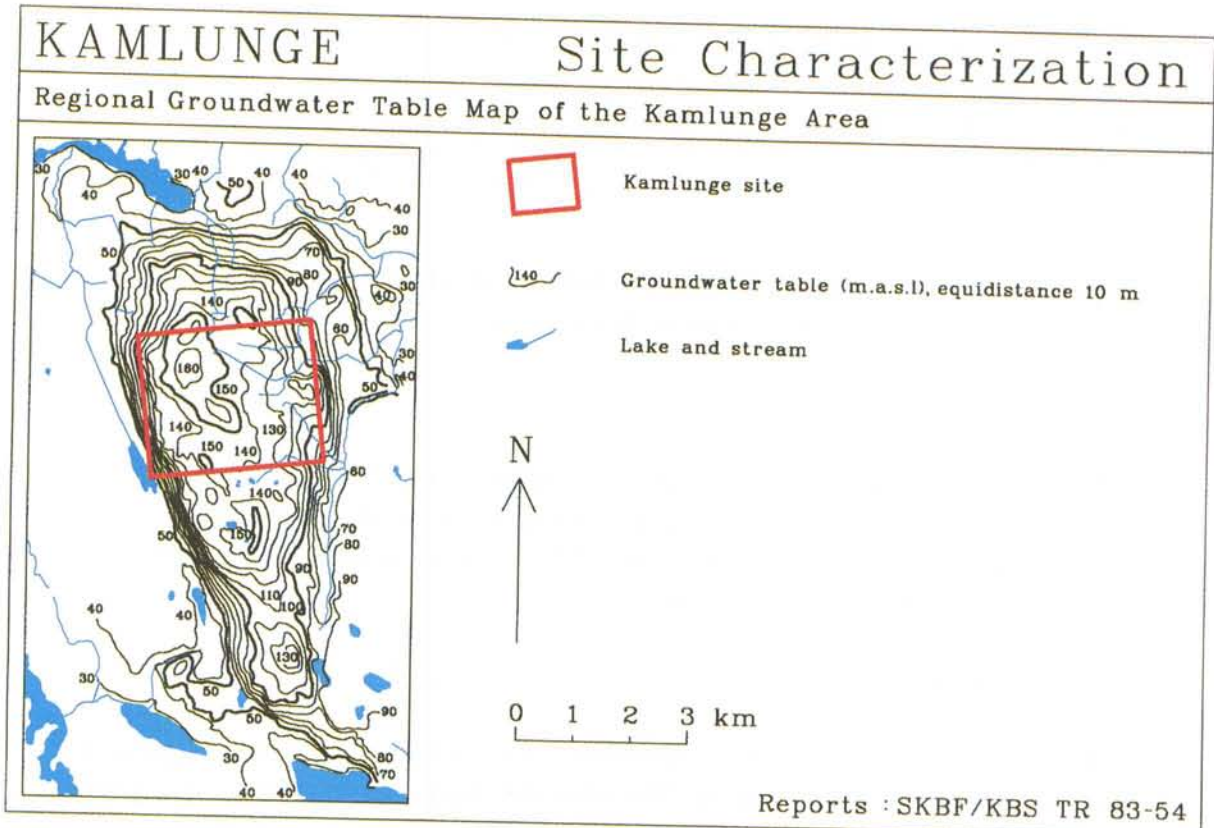 KAMLUNGE Site Characterization
Regional Groundwater Table Map of the Kamlunge Area
30 40 30 40 50 40 40 40 30
50 70 80 90 140 40 30
60 160 150 30 40 50
140 130 150 140 60
140 50 150 70 80
90 90 110 100 40 40
130 30 50 50 90
30 80 70 40 40 40
Kamlunge site
140 Groundwater table (m.a.s.l), equidistance 10 m
Lake and stream
N
0 1 2 3 km
Reports : SKBF/KBS TR 83-54